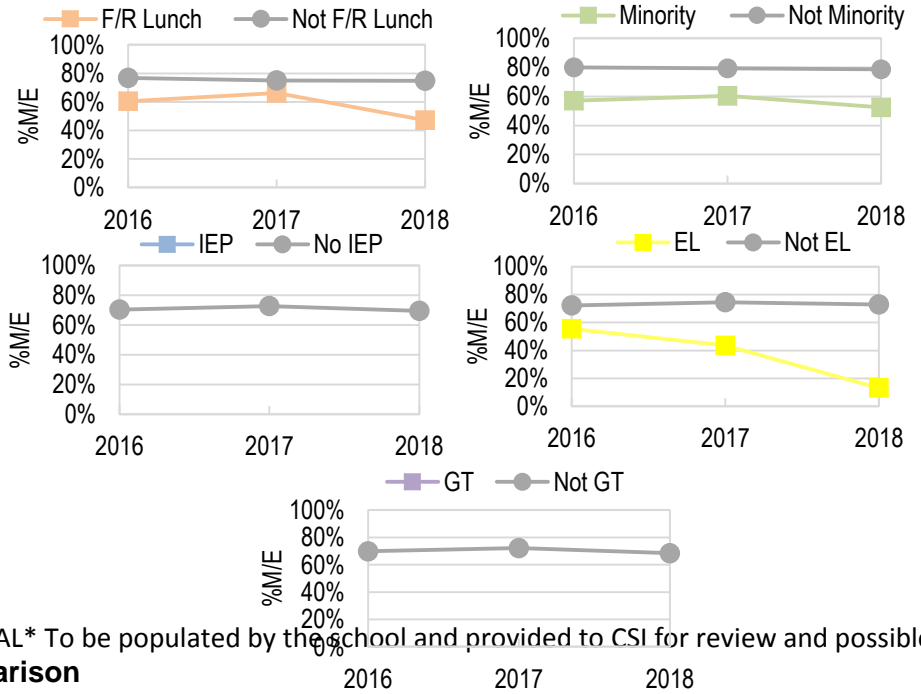 F/R Lunch Not F/R Lunch
100%
80%
60%
40%
20%
0%
%M/E
2016 2017 2018
Minority Not Minority
100%
80%
60%
40%
20%
0%
%M/E
2016 2017 2018
IEP No IEP
100%
80%
60%
40%
20%
0%
%M/E
2016 2017 2018
EL Not EL
100%
80%
60%
40%
20%
0%
%M/E
2016 2017 2018
GT Not GT
100%
80%
60%
40%
20%
0%
%M/E
2016 2017 2018
AL* To be populated by the school and provided to CSI for review and possible
arison